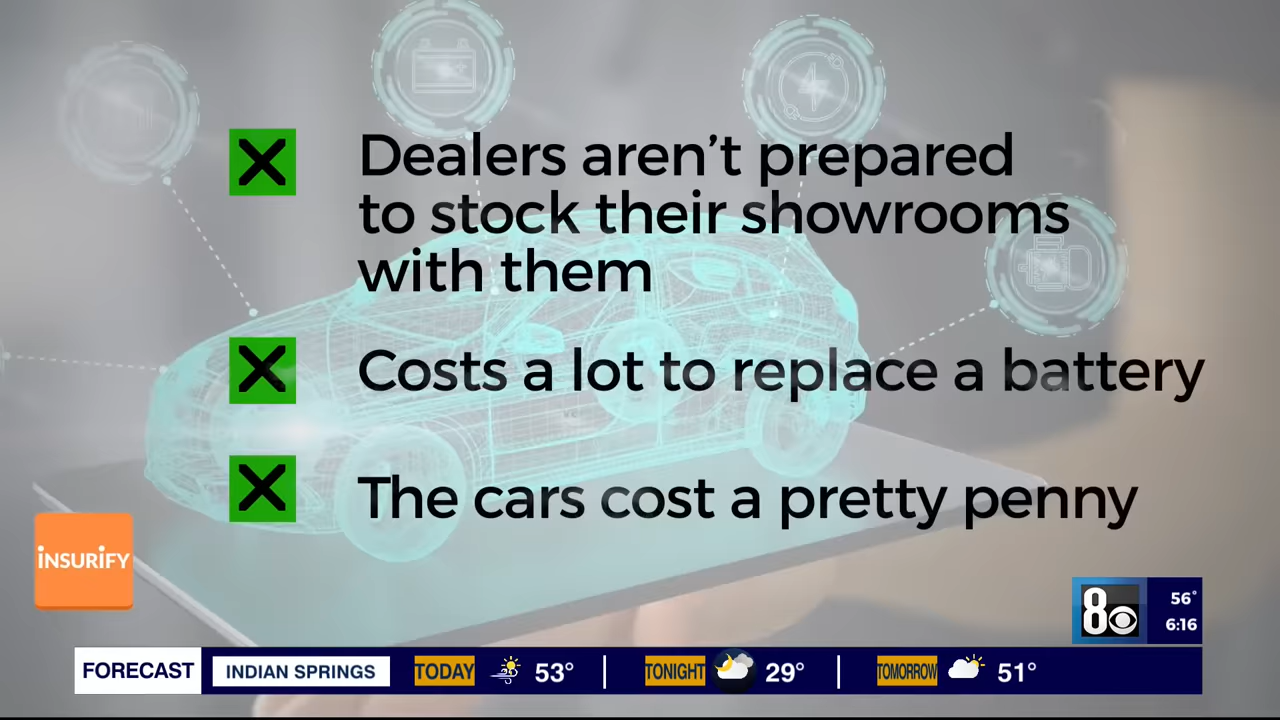 Dealers aren't prepared
to stock their showrooms
with them
Costs a lot to replace a battery
The cars cost a pretty penny
iNSURiFY
8
56°
6:16
FORECAST INDIAN SPRINGS TODAY 53° TONIGHT 29° TOMORROW 51°